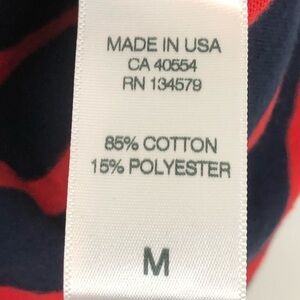 MADE IN USA
CA 40554
RN 134579
85% COTTON
15% POLYESTER
M